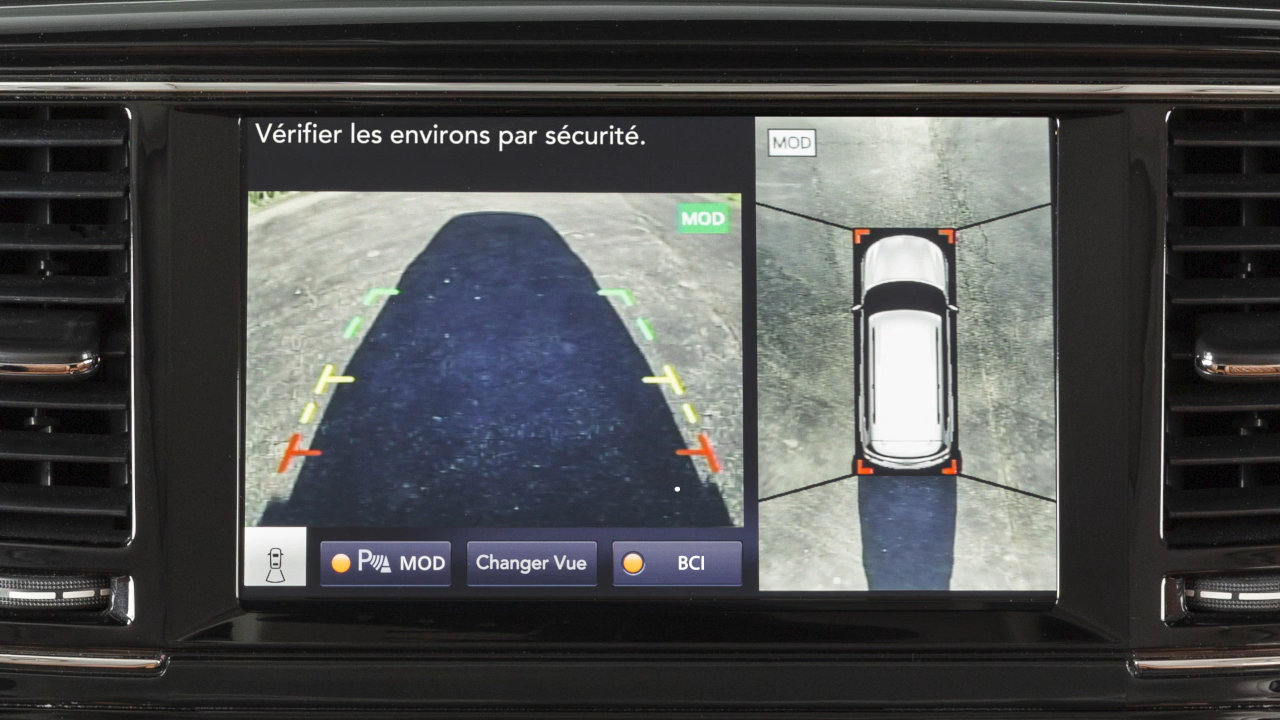 Vérifier les environs par sécurité.
MOD
MOD
P MOD
Changer Vue
BCI